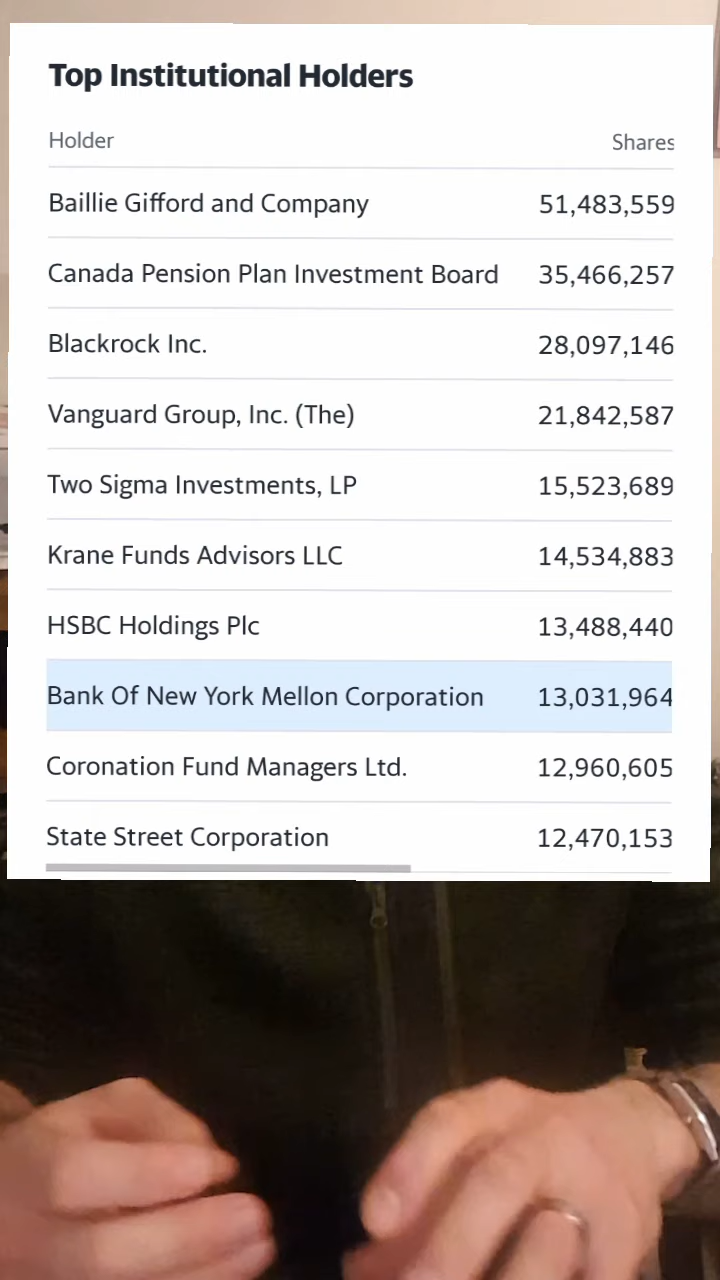 Top Institutional Holders
Holder Shares
Baillie Gifford and Company 51,483,559
Canada Pension Plan Investment Board 35,466,257
Blackrock Inc. 28,097,146
Vanguard Group, Inc. (The) 21,842,587
Two Sigma Investments, LP 15,523,689
Krane Funds Advisors LLC 14,534,883
HSBC Holdings Plc 13,488,440
Bank Of New York Mellon Corporation 13,031,964
Coronation Fund Managers Ltd. 12,960,605
State Street Corporation 12,470,153